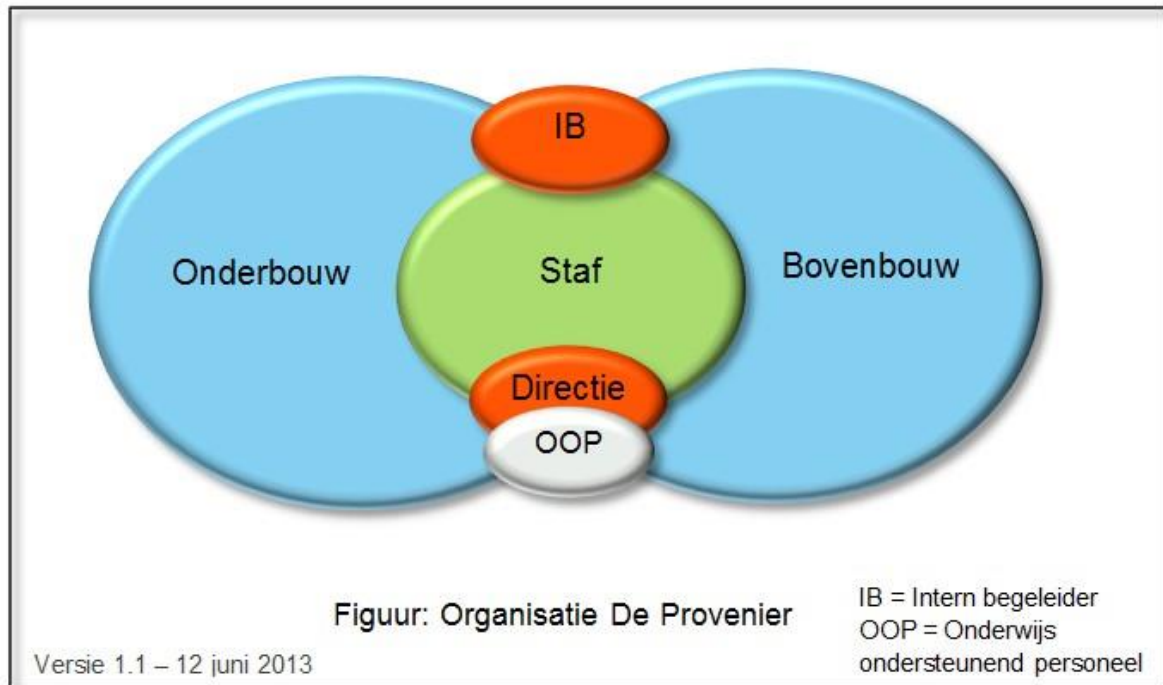 IB
Onderbouw
Staf
Bovenbouw
Directie
OOP
Figuur: Organisatie De Provenier
IB = Intern begeleider
OOP = Onderwijs
ondersteunend personeel
Versie 1.1 – 12 juni 2013